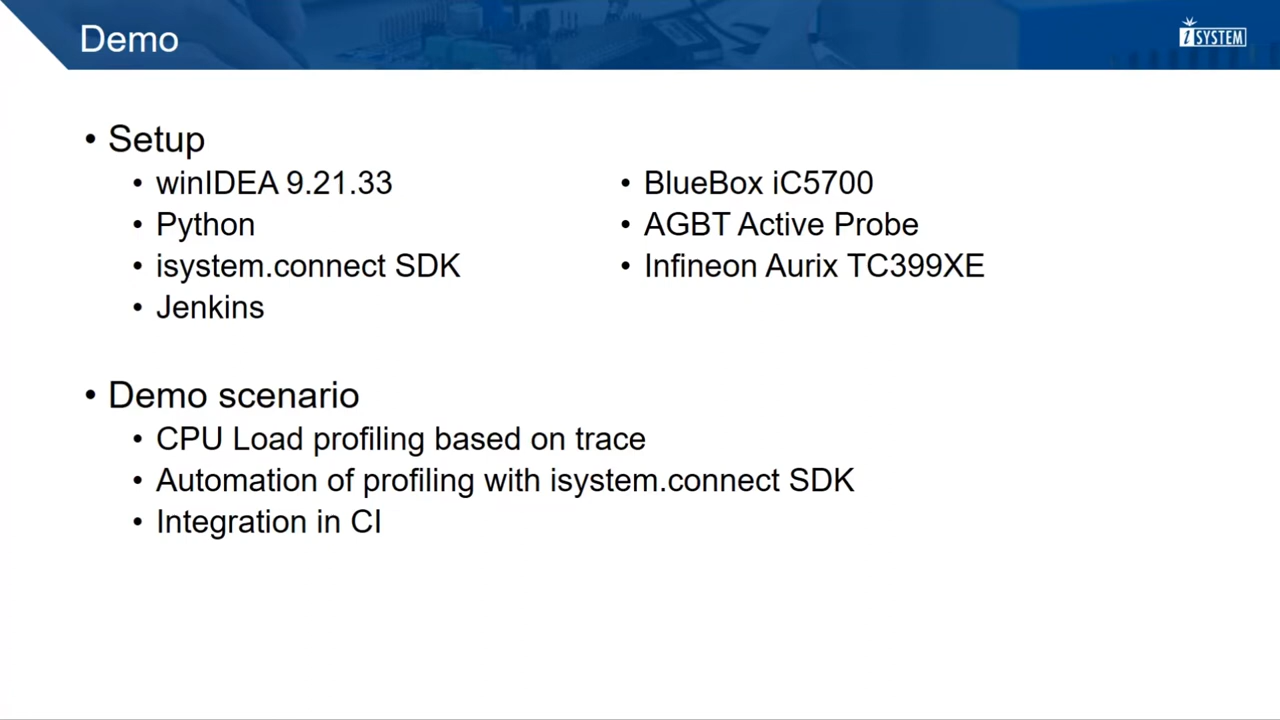 Demo
iSYSTEM
• Setup
• winIDEA 9.21.33
• Python
• isystem.connect SDK
• Jenkins
• BlueBox iC5700
• AGBT Active Probe
• Infineon Aurix TC399XE
• Demo scenario
• CPU Load profiling based on trace
• Automation of profiling with isystem.connect SDK
• Integration in CI